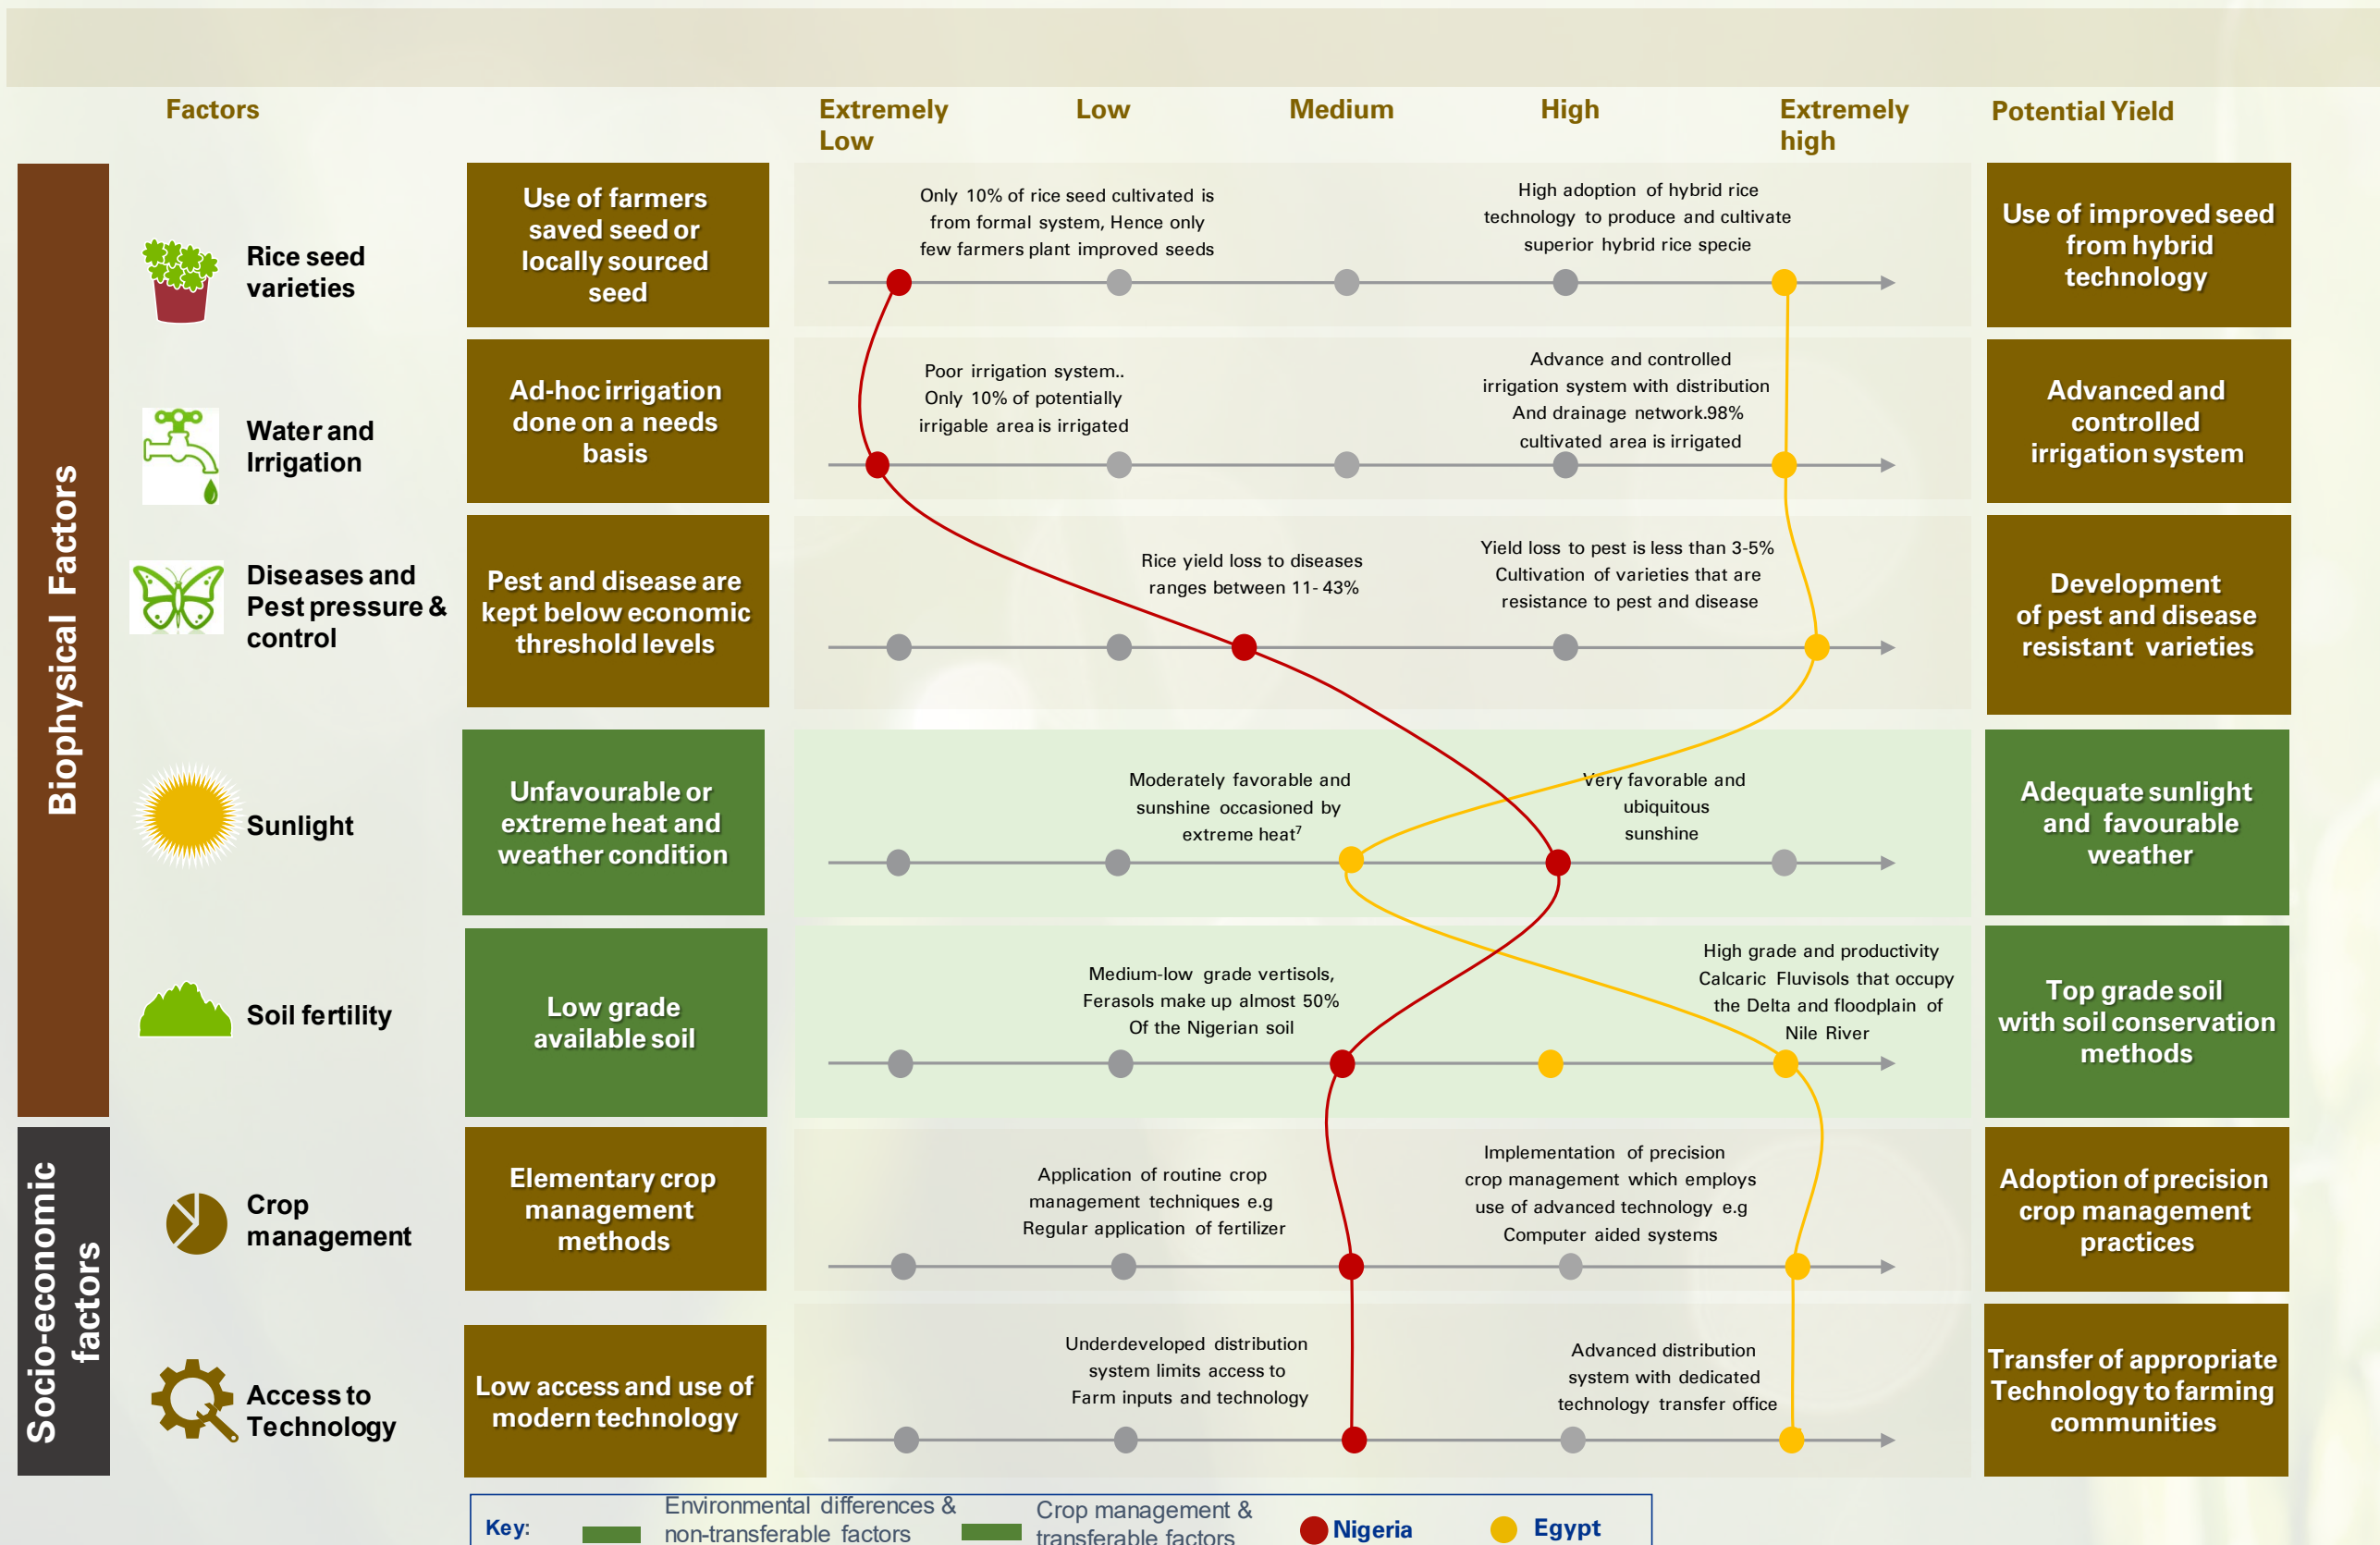 Factors
Extremely
Low
Low
Medium
High
Extremely
high
Potential Yield
Biophysical Factors
Rice seed
varieties
Use of farmers
saved seed or
locally sourced
seed
Only 10% of rice seed cultivated is
from formal system, Hence only
few farmers plant improved seeds
High adoption of hybrid rice
technology to produce and cultivate
superior hybrid rice specie
Use of improved seed
from hybrid
technology
Water and
Irrigation
Ad-hoc irrigation
done on a needs
basis
Poor irrigation system..
Only 10% of potentially
irrigable area is irrigated
Advance and controlled
irrigation system with distribution
And drainage network.98%
cultivated area is irrigated
Advanced and
controlled
irrigation system
Diseases and
Pest pressure &
control
Pest and disease are
kept below economic
threshold levels
Rice yield loss to diseases
ranges between 11- 43%
Yield loss to pest is less than 3-5%
Cultivation of varieties that are
resistance to pest and disease
Development
of pest and disease
resistant varieties
Sunlight
Unfavourable or
extreme heat and
weather condition
Moderately favorable and
sunshine occasioned by
extreme heat⁷
Very favorable and
ubiquitous
sunshine
Adequate sunlight
and favourable
weather
Soil fertility
Low grade
available soil
Medium-low grade vertisols,
Ferasols make up almost 50%
Of the Nigerian soil
High grade and productivity
Calcaric Fluvisols that occupy
the Delta and floodplain of
Nile River
Top grade soil
with soil conservation
methods
Socio-economic
factors
Crop
management
Elementary crop
management
methods
Application of routine crop
management techniques e.g
Regular application of fertilizer
Implementation of precision
crop management which employs
use of advanced technology e.g
Computer aided systems
Adoption of precision
crop management
practices
Access to
Technology
Low access and use of
modern technology
Underdeveloped distribution
system limits access to
Farm inputs and technology
Advanced distribution
system with dedicated
technology transfer office
Transfer of appropriate
Technology to farming
communities
Key:
Environmental differences &
non-transferable factors
Crop management &
transferable factors
Nigeria
Egypt